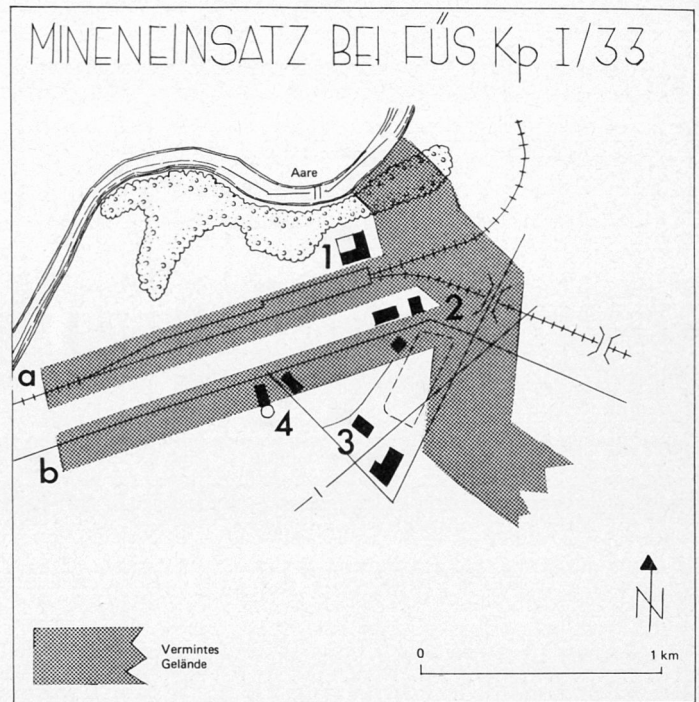 MINENEINSATZ BEI FÜS Kp I/33
Aare
1
2
a
4
3
b
N
Vermintes
Gelände
0
1 km